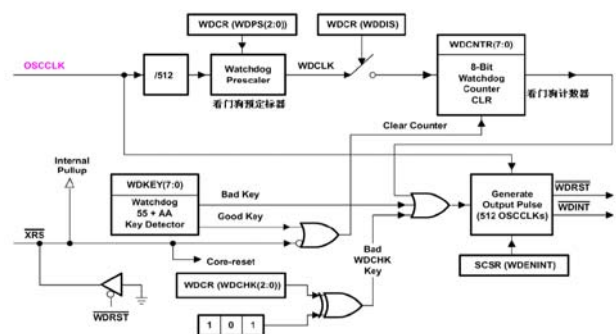 WDCR (WDPS(2:0))
WDCR (WDDIS)
WDCNTR(7:0)
OSCCLK
/512
Watchdog
Prescaler
WDCLK
8-Bit
Watchdog
Counter
CLR
看门狗预定标器
看门狗计数器
Clear Counter
Internal
Pullup
WDKEY(7:0)
Watchdog
55 + AA
Key Detector
Bad Key
Good Key
Generate
Output Pulse
(512 OSCCLKs)
WDRST
WDINT
XRS
Core-reset
Bad
WDCHK
Key
SCSR (WDENINT)
WDCR (WDCHK(2:0))
WDRST
1 0 1